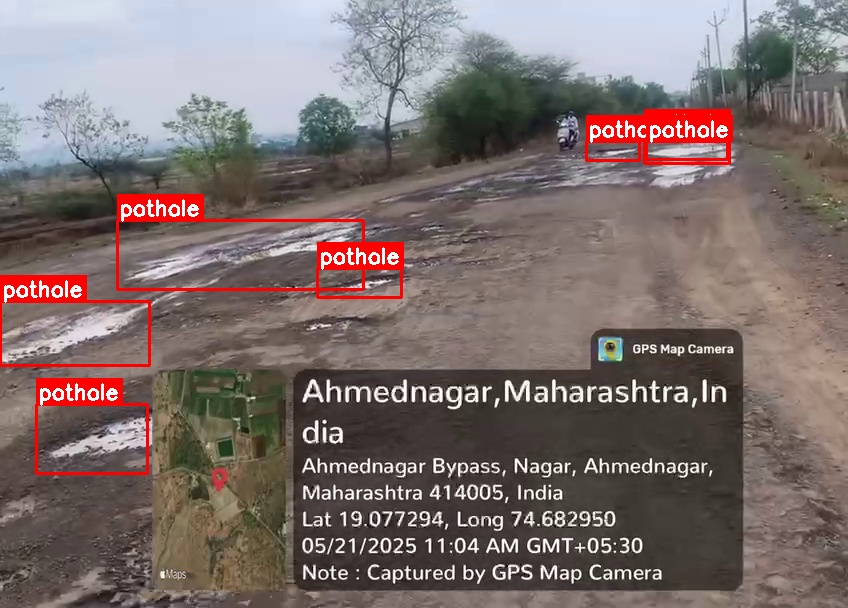 pothc pothole
pothole
pothole
pothole
pothole
GPS Map Camera
Ahmednagar,Maharashtra,In
dia
Ahmednagar Bypass, Nagar, Ahmednagar,
Maharashtra 414005, India
Lat 19.077294, Long 74.682950
05/21/2025 11:04 AM GMT+05:30
Note : Captured by GPS Map Camera
Maps